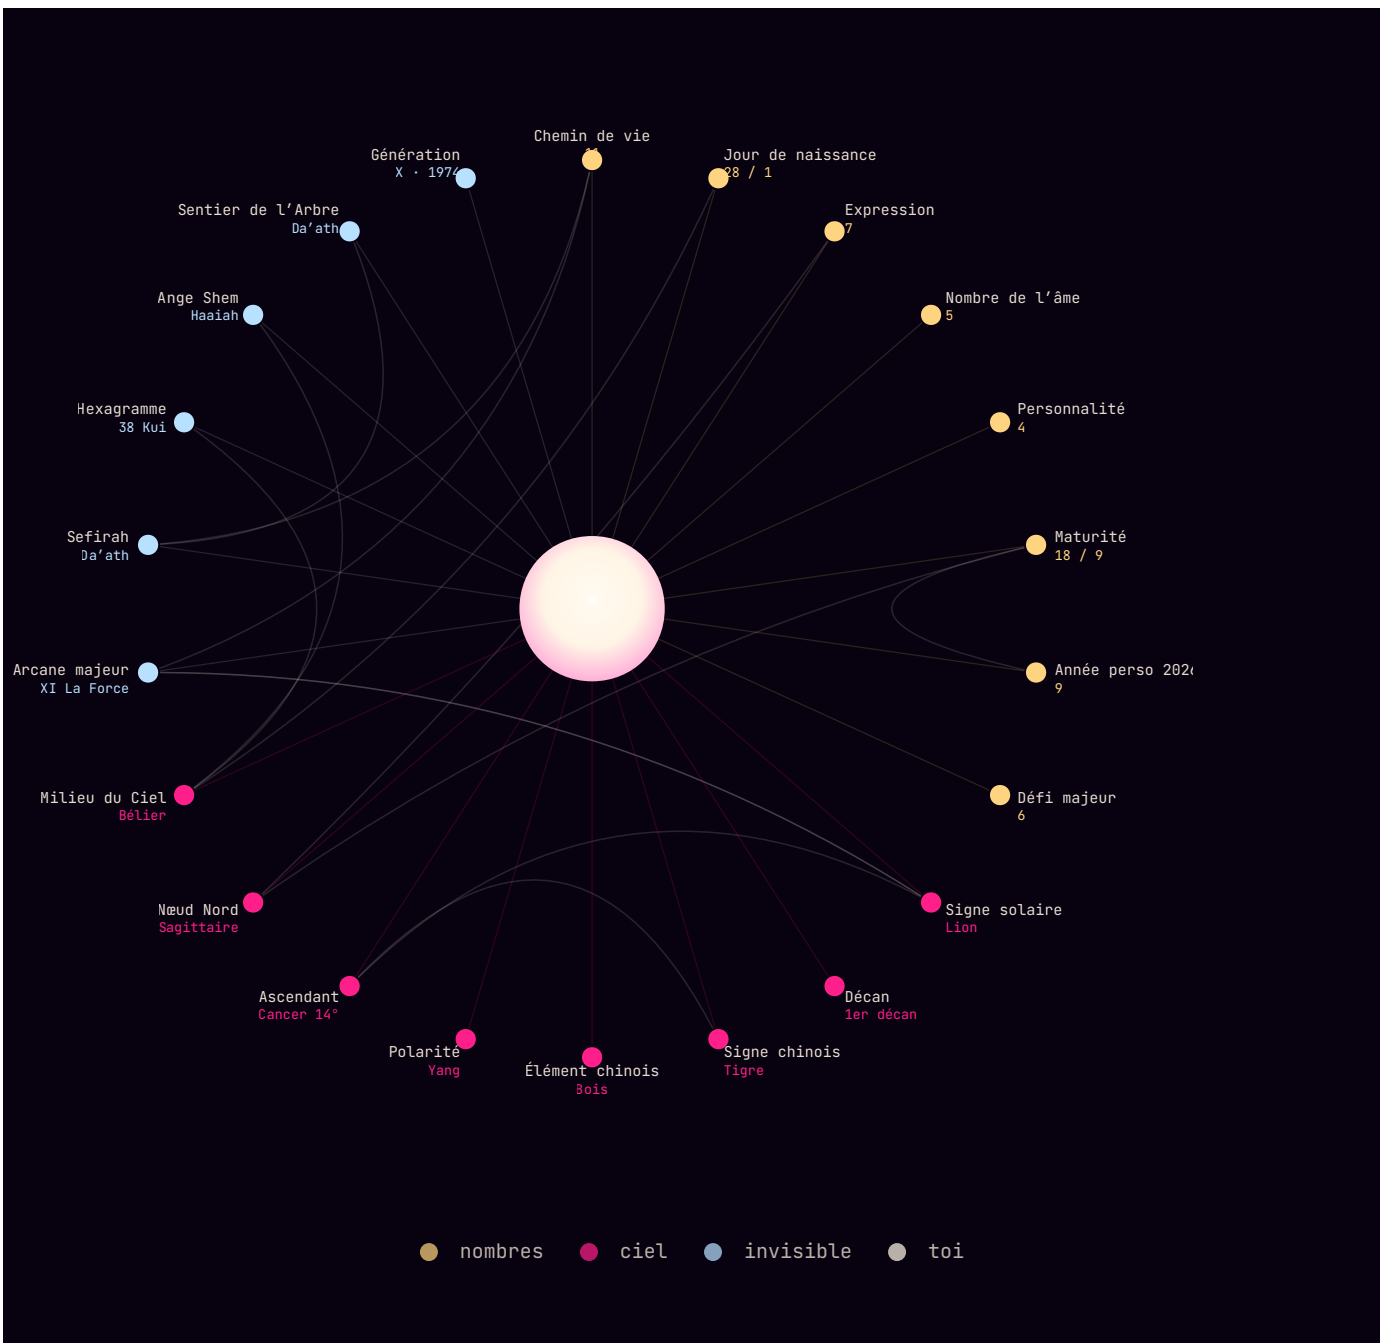 Chemin de vie
Génération
X · 1974
Jour de naissance
28 / 1
Sentier de l’Arbre
Da’ath
Expression
7
Ange Shem
Haaiah
Nombre de l’âme
5
Hexagramme
38 Kui
Personnalité
4
Sefirah
Da’ath
Maturité
18 / 9
Arcane majeur
XI La Force
Année perso 2026
9
Milieu du Ciel
Bélier
Défi majeur
6
Nœud Nord
Sagittaire
Signe solaire
Lion
Ascendant
Cancer 14°
Décan
1er décan
Polarité
Yang
Élément chinois
Bois
Signe chinois
Tigre
nombres
ciel
invisible
toi